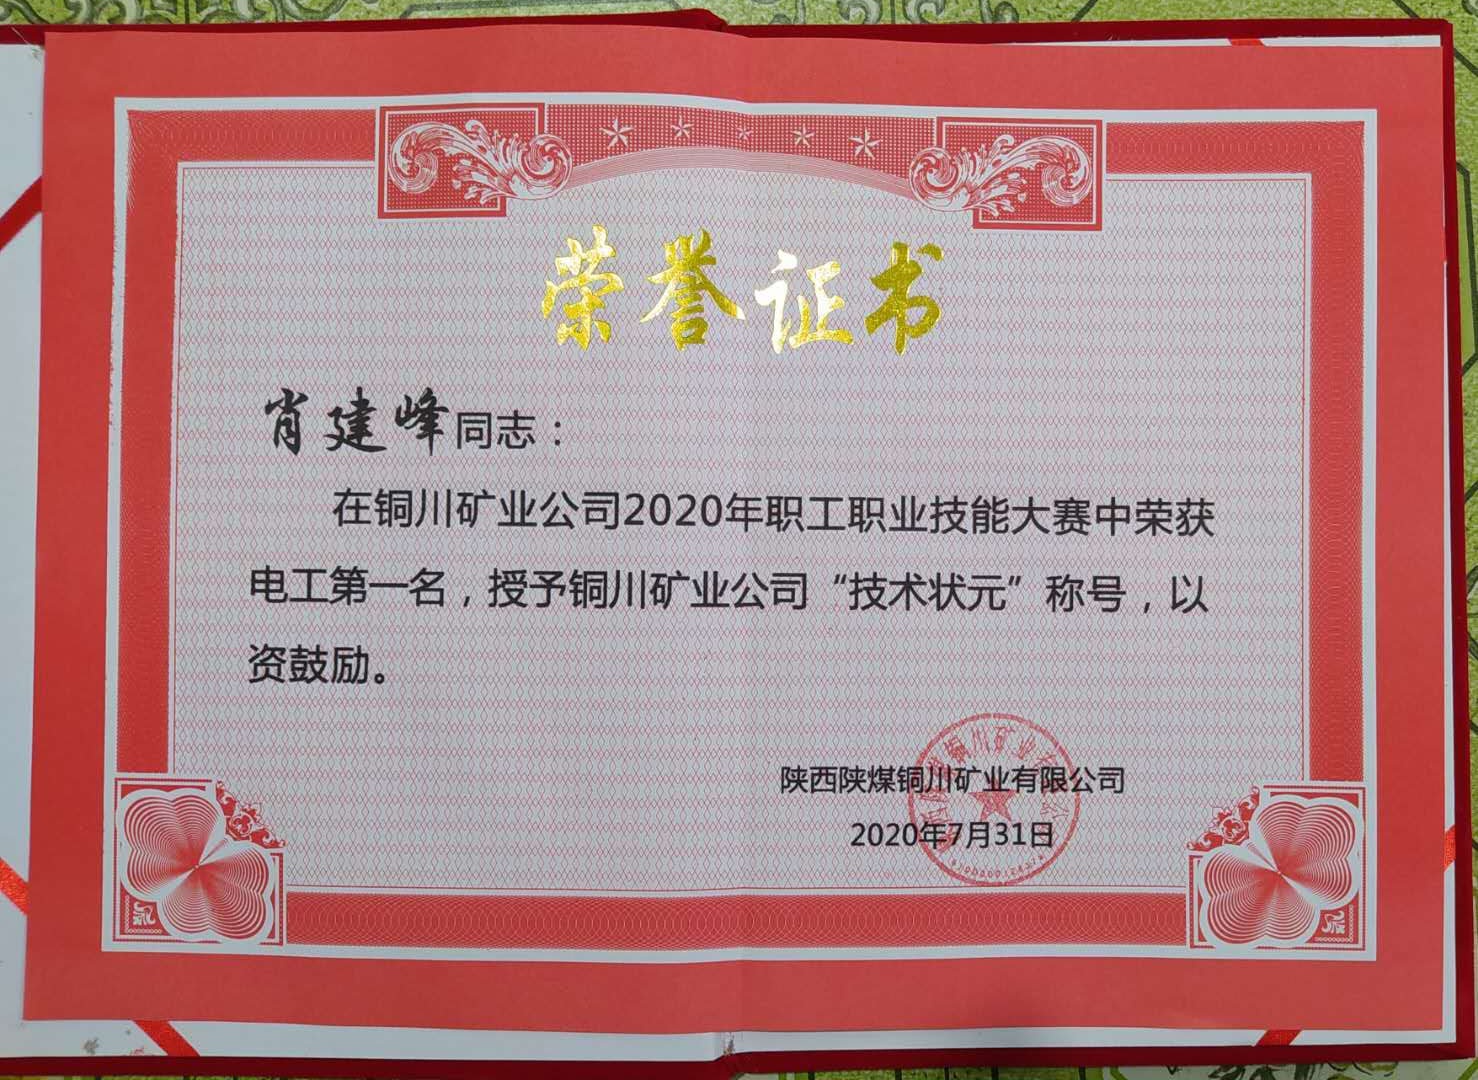 荣誉证书
肖建峰同志：
在铜川矿业公司2020年职工职业技能大赛中荣获
电工第一名，授予铜川矿业公司“技术状元”称号，以
资鼓励。
陕西陕煤铜川矿业有限公司
2020年7月31日